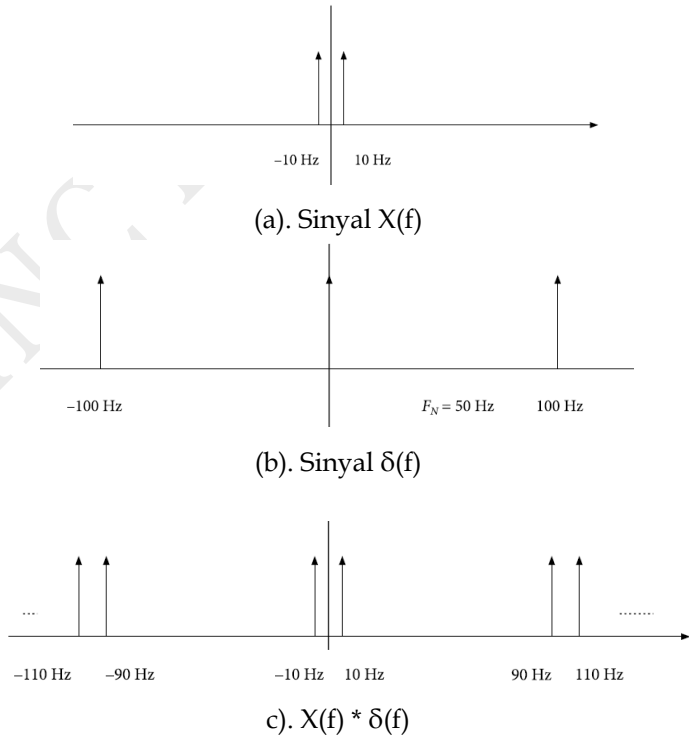 –10 Hz 10 Hz
(a). Sinyal X(f)
–100 Hz F_N = 50 Hz 100 Hz
(b). Sinyal δ(f)
... .......
–110 Hz –90 Hz –10 Hz 10 Hz 90 Hz 110 Hz
c). X(f) * δ(f)